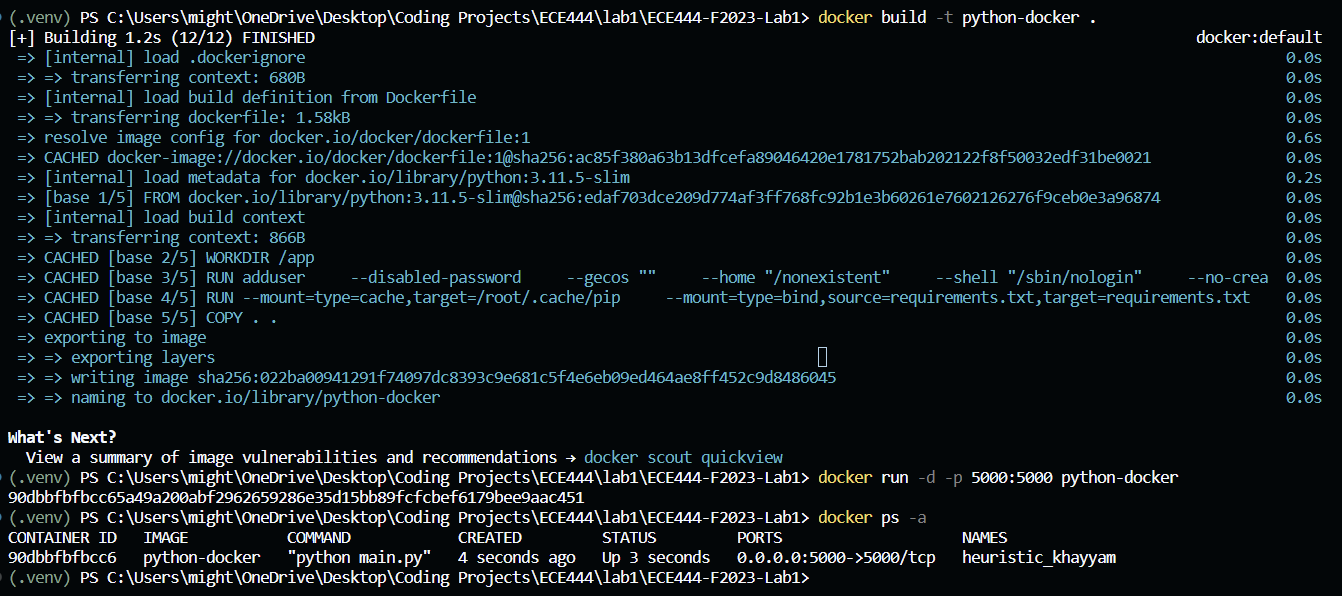 (.venv) PS C:\Users\might\OneDrive\Desktop\Coding Projects\ECE444\lab1\ECE444-F2023-Lab1> docker build -t python-docker .
[+] Building 1.2s (12/12) FINISHED docker:default
=> [internal] load .dockerignore 0.0s
=> => transferring context: 680B 0.0s
=> [internal] load build definition from Dockerfile 0.0s
=> => transferring dockerfile: 1.58kB 0.0s
=> resolve image config for docker.io/docker/dockerfile:1 0.6s
=> CACHED docker-image://docker.io/docker/dockerfile:1@sha256:ac85f380a63b13dfcefa89046420e1781752bab202122f8f50032edf31be0021 0.0s
=> [internal] load metadata for docker.io/library/python:3.11.5-slim 0.2s
=> [base 1/5] FROM docker.io/library/python:3.11.5-slim@sha256:edaf703dce209d774af3ff768fc92b1e3b60261e7602126276f9ceb0e3a96874 0.0s
=> [internal] load build context 0.0s
=> => transferring context: 866B 0.0s
=> CACHED [base 2/5] WORKDIR /app 0.0s
=> CACHED [base 3/5] RUN adduser --disabled-password --gecos "" --home "/nonexistent" --shell "/sbin/nologin" --no-crea 0.0s
=> CACHED [base 4/5] RUN --mount=type=cache,target=/root/.cache/pip --mount=type=bind,source=requirements.txt,target=requirements.txt 0.0s
=> CACHED [base 5/5] COPY . . 0.0s
=> exporting to image 0.0s
=> => exporting layers 0.0s
=> => writing image sha256:022ba00941291f74097dc8393c9e681c5f4e6eb09ed464ae8ff452c9d8486045 0.0s
=> => naming to docker.io/library/python-docker 0.0s
What's Next?
View a summary of image vulnerabilities and recommendations → docker scout quickview
(.venv) PS C:\Users\might\OneDrive\Desktop\Coding Projects\ECE444\lab1\ECE444-F2023-Lab1> docker run -d -p 5000:5000 python-docker
90dbbfbfbcc65a49a200abf2962659286e35d15bb89fcfcbef6179bee9aac451
(.venv) PS C:\Users\might\OneDrive\Desktop\Coding Projects\ECE444\lab1\ECE444-F2023-Lab1> docker ps -a
CONTAINER ID IMAGE COMMAND CREATED STATUS PORTS NAMES
90dbbfbfbcc6 python-docker "python main.py" 4 seconds ago Up 3 seconds 0.0.0.0:5000->5000/tcp heuristic_khayyam
(.venv) PS C:\Users\might\OneDrive\Desktop\Coding Projects\ECE444\lab1\ECE444-F2023-Lab1>